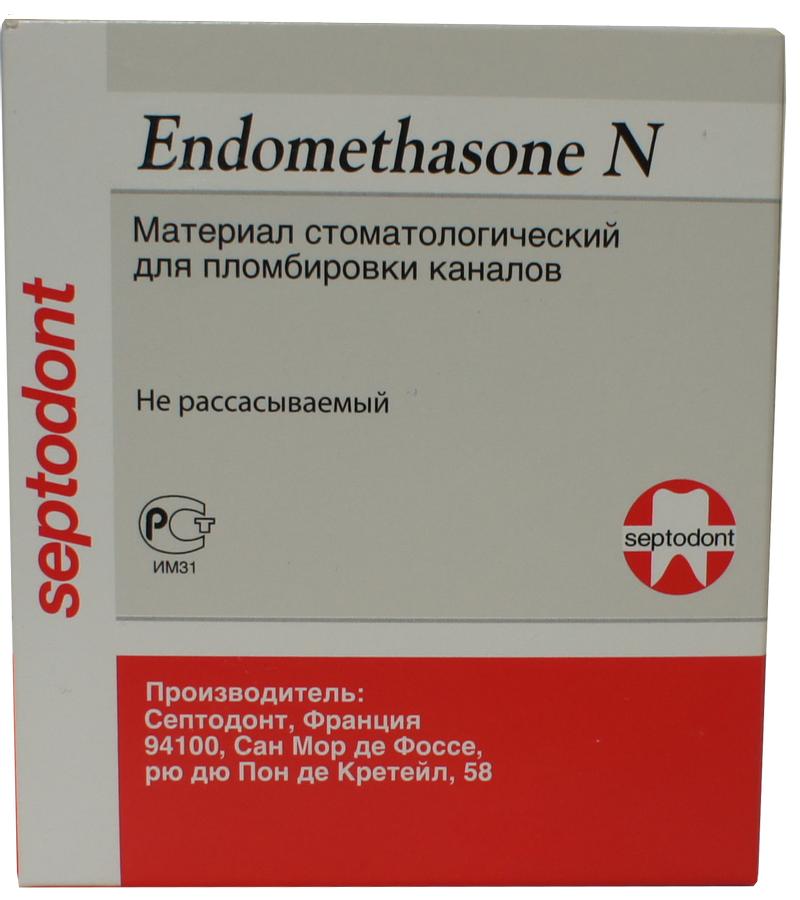 Endomethasone N
Материал стоматологический
для пломбировки каналов
Не рассасываемый
РСТ
ИМ31
septodont
septodont
Производитель:
Септодонт, Франция
94100, Сан Мор де Фоссе,
рю дю Пон де Кретейл, 58